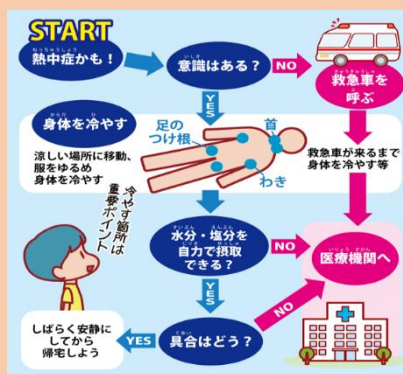 START
熱中症かも！
意識はある？
NO
救急車を
呼ぶ
YES
身体を冷やす
涼しい場所に移動、
服をゆるめ
身体を冷やす
足の
つけ根
首
わき
救急車が来るまで
身体を冷やす等
冷やす箇所は
重要ポイント
水分・塩分を
自力で摂取
できる？
NO
医療機関へ
YES
NO
具合はどう？
YES
しばらく安静に
してから
帰宅しよう